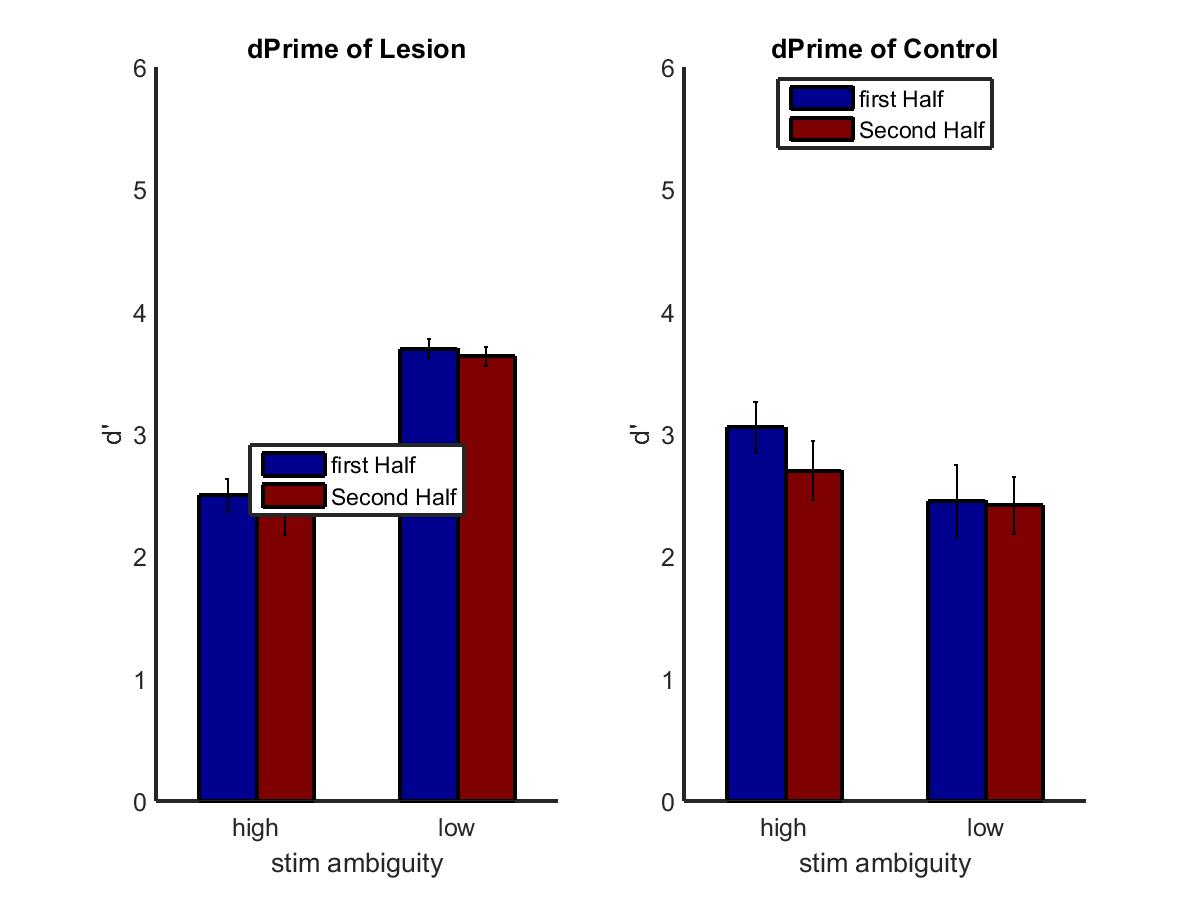 dPrime of Lesion
6
5
4
3
2
1
0
d'
first Half
Second Half
high low
stim ambiguity
dPrime of Control
6
5
4
3
2
1
0
d'
first Half
Second Half
high low
stim ambiguity